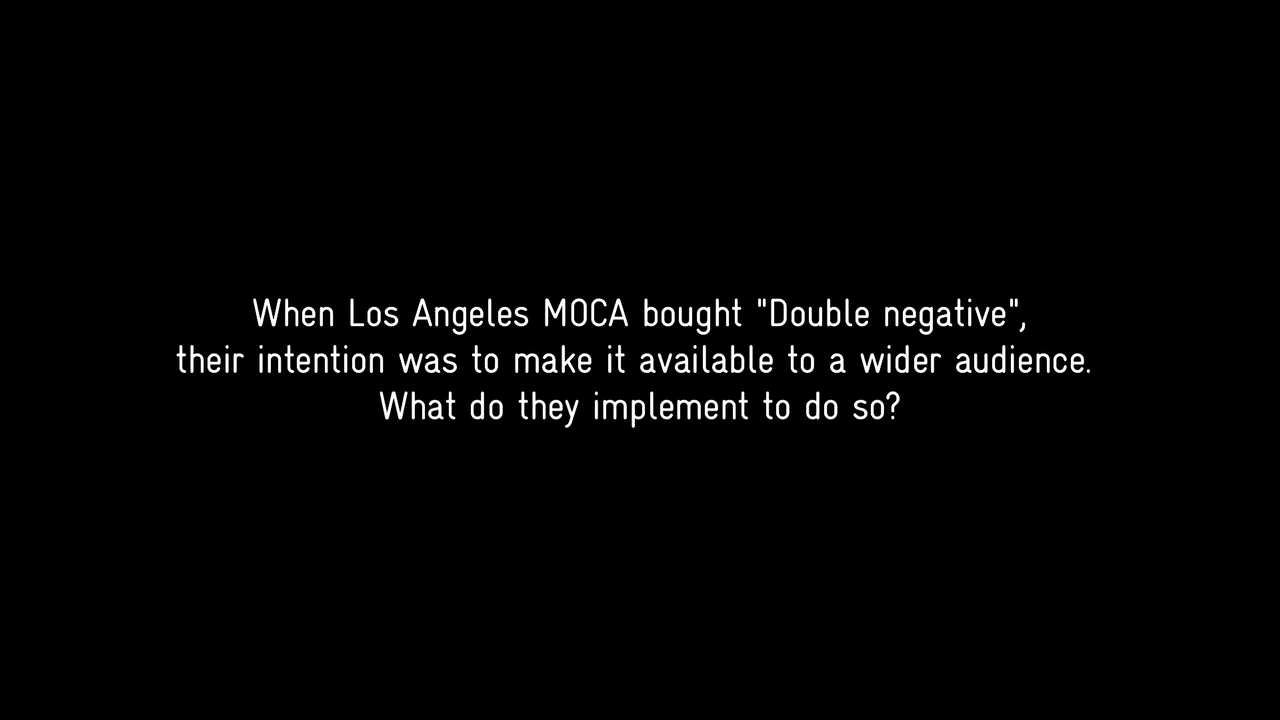 When Los Angeles MOCA bought "Double negative",
their intention was to make it available to a wider audience.
What do they implement to do so?